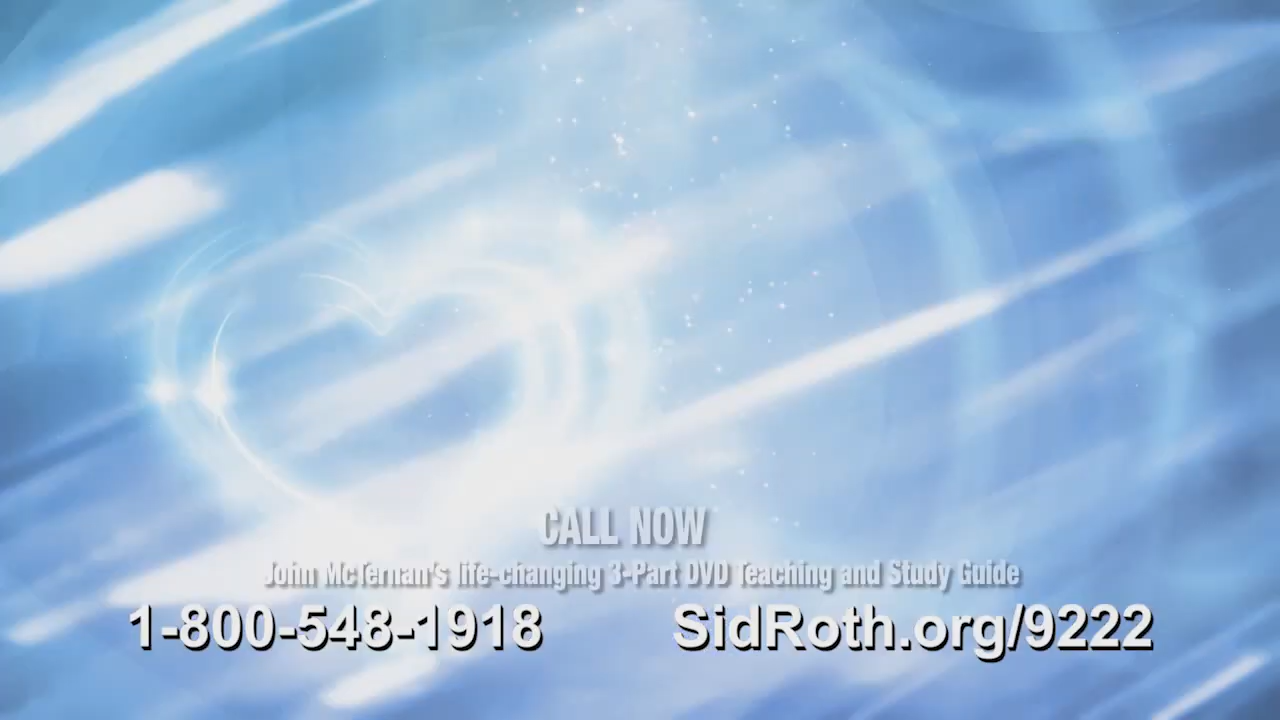 CALL NOW
John McTernan's life-changing 3-Part DVD Teaching and Study Guide
1-800-548-1918 SidRoth.org/9222